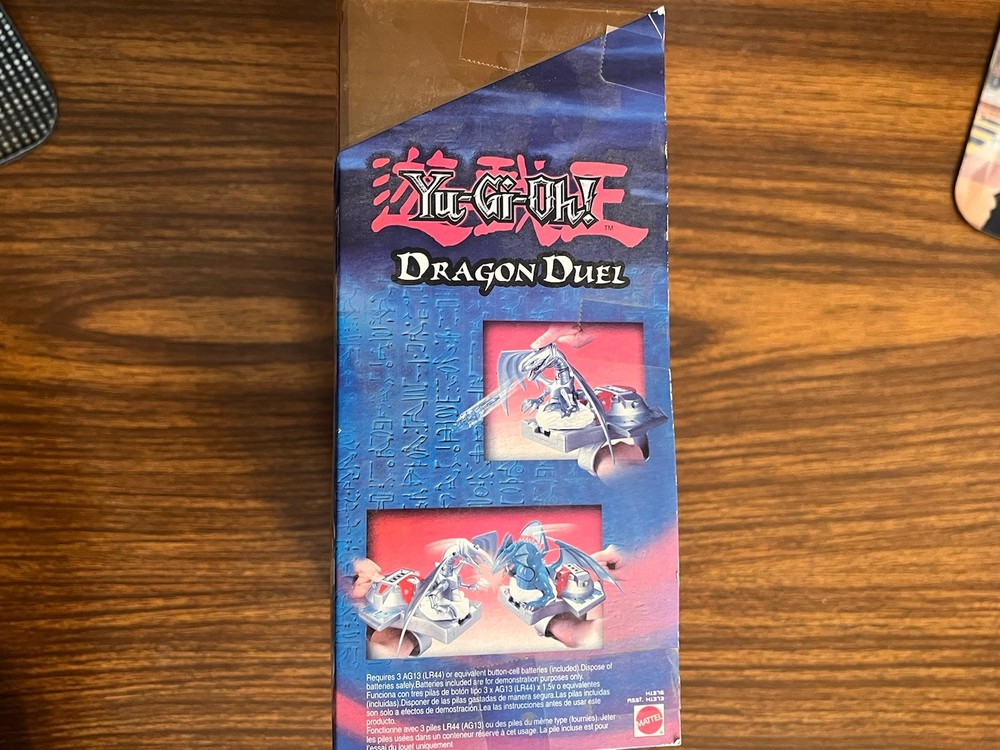 遊戯王
Yu-Gi-Oh!
TM
DRAGON DUEL
Requires 3 AG13 (LR44) or equivalent button-cell batteries (included).Dispose of
batteries safely.Batteries included are for demonstration purposes only.
Funciona con tres pilas de botón tipo 3 x AG13 (LR44) x 1,5v o equivalentes
(incluidas).Disponer de las pilas gastadas de manera segura.Las pilas incluidas
son solo a efectos de demostración.Lea las instrucciones antes de usar este
producto.
Fonctionne avec 3 piles LR44 (AG13) ou des piles du même type (fournies). Jeter
les piles usées dans un conteneur réservé à cet usage. La pile incluse est pour
l'essai du jouet uniquement
ASST.
MATTEL